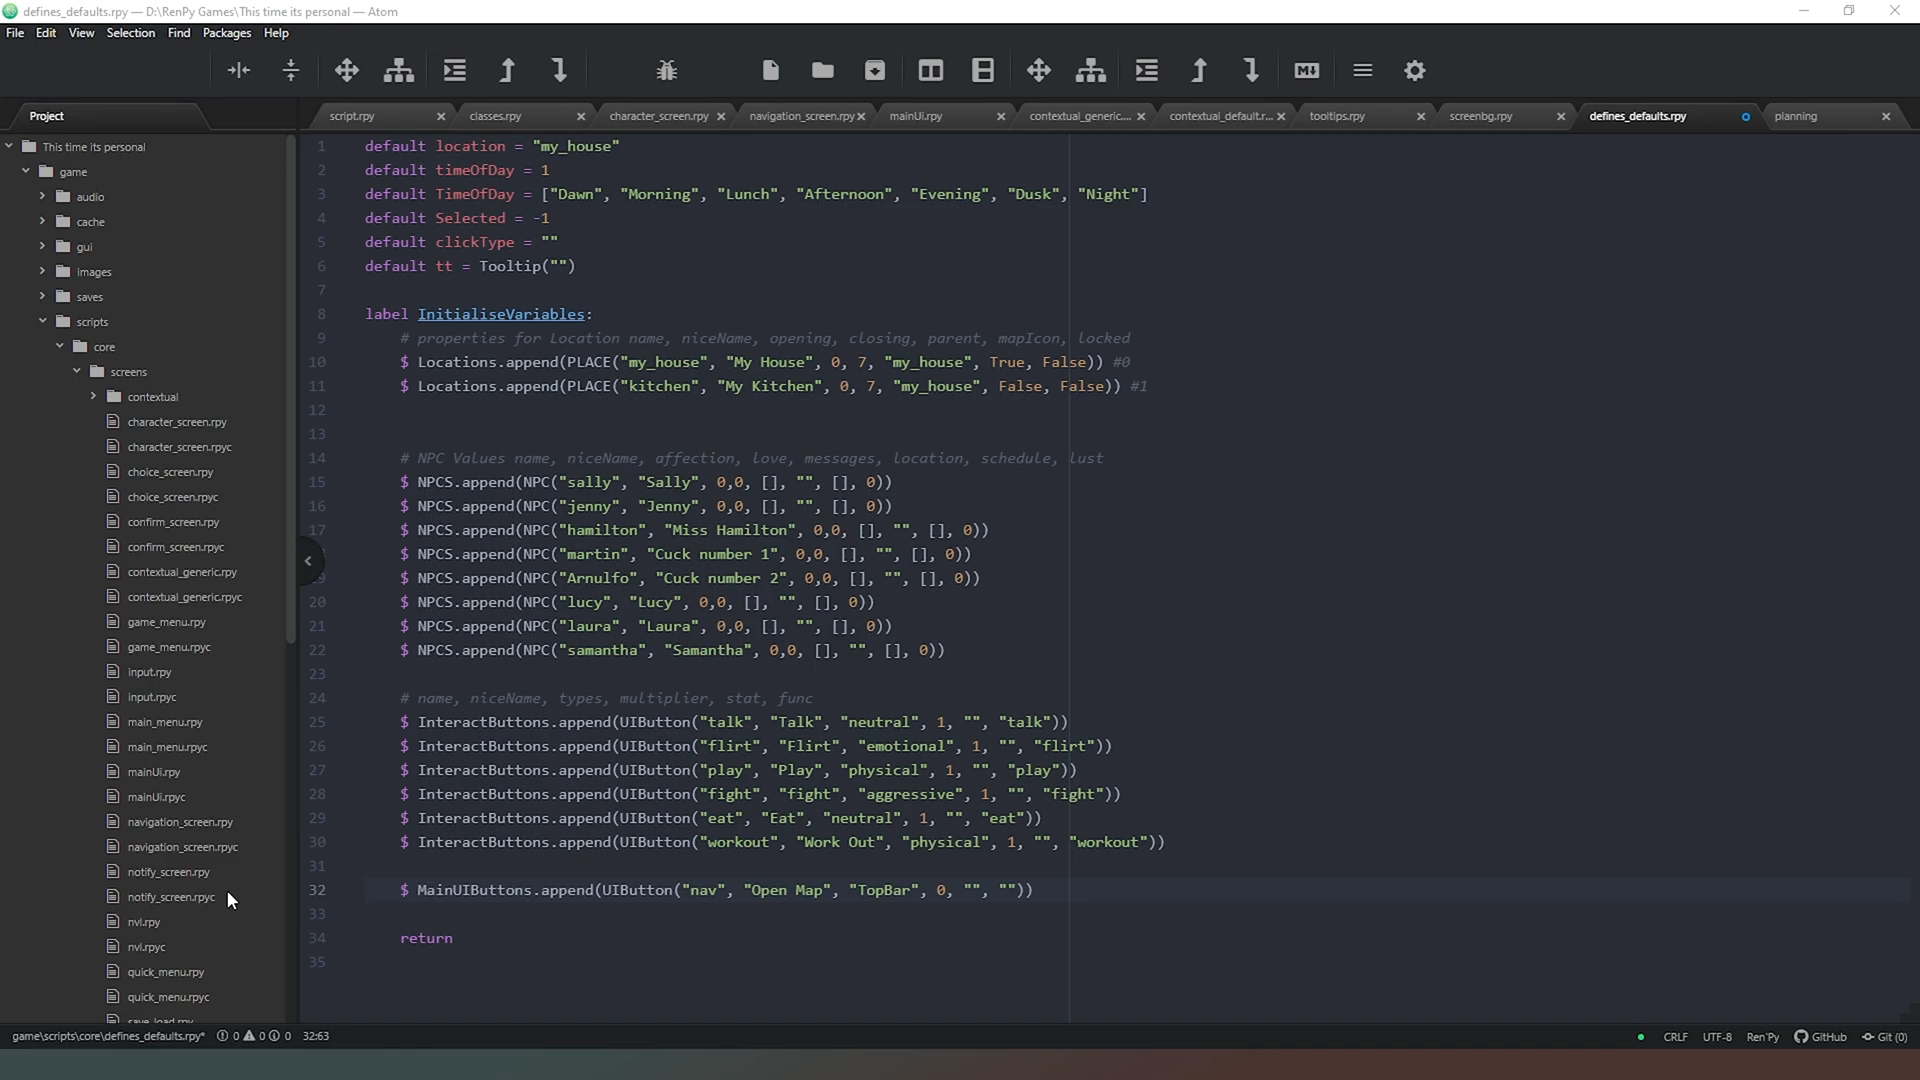 defines_defaults.rpy — D:\RenPy Games\This time its personal — Atom
File Edit View Selection Find Packages Help
Project
script.rpy classes.rpy character_screen.rpy navigation_screen.rpy mainUi.rpy contextual_generic.... contextual_default.r... tooltips.rpy screenbg.rpy defines_defaults.rpy planning
This time its personal
game
audio
cache
gui
images
saves
scripts
core
screens
contextual
character_screen.rpy
character_screen.rpyc
choice_screen.rpy
choice_screen.rpyc
confirm_screen.rpy
confirm_screen.rpyc
contextual_generic.rpy
contextual_generic.rpyc
game_menu.rpy
game_menu.rpyc
input.rpy
input.rpyc
main_menu.rpy
main_menu.rpyc
mainUi.rpy
mainUi.rpyc
navigation_screen.rpy
navigation_screen.rpyc
notify_screen.rpy
notify_screen.rpyc
nvl.rpy
nvl.rpyc
quick_menu.rpy
quick_menu.rpyc
save_load.rpy
1 default location = "my_house"
2 default timeOfDay = 1
3 default TimeOfDay = ["Dawn", "Morning", "Lunch", "Afternoon", "Evening", "Dusk", "Night"]
4 default Selected = -1
5 default clickType = ""
6 default tt = Tooltip("")
7
8 label InitialiseVariables:
9 # properties for Location name, niceName, opening, closing, parent, mapIcon, locked
10 $ Locations.append(PLACE("my_house", "My House", 0, 7, "my_house", True, False)) #0
11 $ Locations.append(PLACE("kitchen", "My Kitchen", 0, 7, "my_house", False, False)) #1
12
13
14 # NPC Values name, niceName, affection, love, messages, location, schedule, lust
15 $ NPCS.append(NPC("sally", "Sally", 0,0, [], "", [], 0))
16 $ NPCS.append(NPC("jenny", "Jenny", 0,0, [], "", [], 0))
17 $ NPCS.append(NPC("hamilton", "Miss Hamilton", 0,0, [], "", [], 0))
$ NPCS.append(NPC("martin", "Cuck number 1", 0,0, [], "", [], 0))
9 $ NPCS.append(NPC("Arnulfo", "Cuck number 2", 0,0, [], "", [], 0))
20 $ NPCS.append(NPC("lucy", "Lucy", 0,0, [], "", [], 0))
21 $ NPCS.append(NPC("laura", "Laura", 0,0, [], "", [], 0))
22 $ NPCS.append(NPC("samantha", "Samantha", 0,0, [], "", [], 0))
23
24 # name, niceName, types, multiplier, stat, func
25 $ InteractButtons.append(UIButton("talk", "Talk", "neutral", 1, "", "talk"))
26 $ InteractButtons.append(UIButton("flirt", "Flirt", "emotional", 1, "", "flirt"))
27 $ InteractButtons.append(UIButton("play", "Play", "physical", 1, "", "play"))
28 $ InteractButtons.append(UIButton("fight", "fight", "aggressive", 1, "", "fight"))
29 $ InteractButtons.append(UIButton("eat", "Eat", "neutral", 1, "", "eat"))
30 $ InteractButtons.append(UIButton("workout", "Work Out", "physical", 1, "", "workout"))
31
32 $ MainUIButtons.append(UIButton("nav", "Open Map", "TopBar", 0, "", ""))
33
34 return
35
game\scripts\core\defines_defaults.rpy* 0 0 0 32:63 CRLF UTF-8 Ren'Py GitHub Git (0)